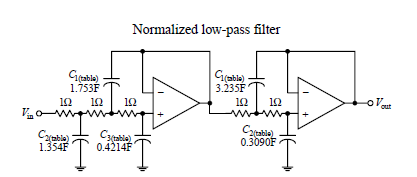 Normalized low-pass filter
C1(table)
1.753F
C1(table)
3.235F
1Ω 1Ω 1Ω
1Ω 1Ω
Vin
Vout
− +
− +
C2(table)
1.354F
C3(table)
0.4214F
C2(table)
0.3090F